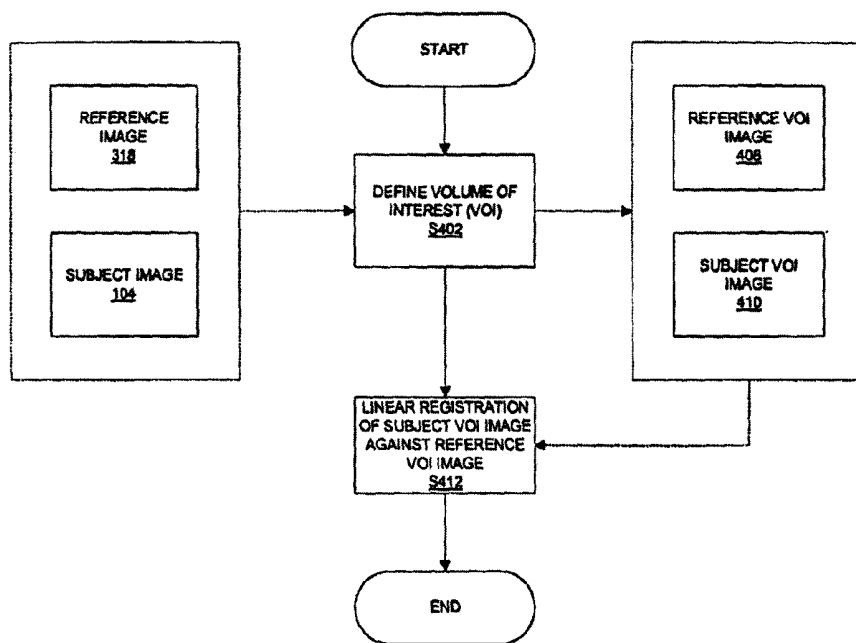 START
REFERENCE
IMAGE
318
SUBJECT IMAGE
104
DEFINE VOLUME OF
INTEREST (VOI)
S402
REFERENCE VOI
IMAGE
408
SUBJECT VOI
IMAGE
410
LINEAR REGISTRATION
OF SUBJECT VOI IMAGE
AGAINST REFERENCE
VOI IMAGE
S412
END